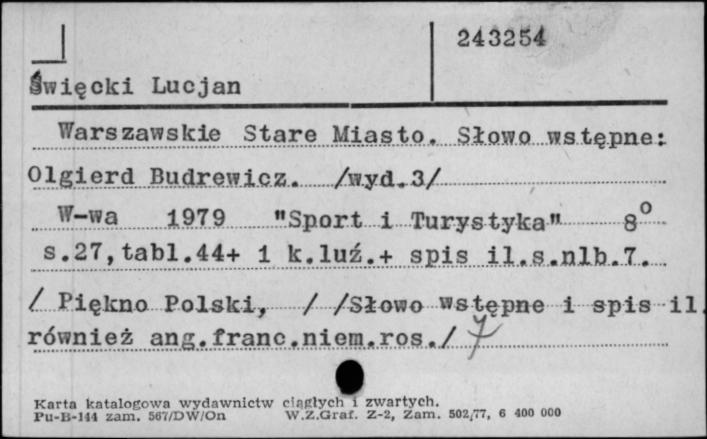 243254
Święcki Lucjan
Warszawskie Stare Miasto. Słowo wstępne:
Olgierd Budrewicz. /wyd.3/
W-wa 1979 "Sport i Turystyka" 8°
s.27,tabl.44+ 1 k.luź.+ spis il.s.nlb.7.
/ Piękno Polski, / /Słowo wstępne i spis il.
również ang.franc.niem.ros./
Karta katalogowa wydawnictw ciągłych i zwartych.
Pu-B-144 zam. 567/DW/On W.Z.Graf. Z-2, Zam. 502/77, 6 400 000